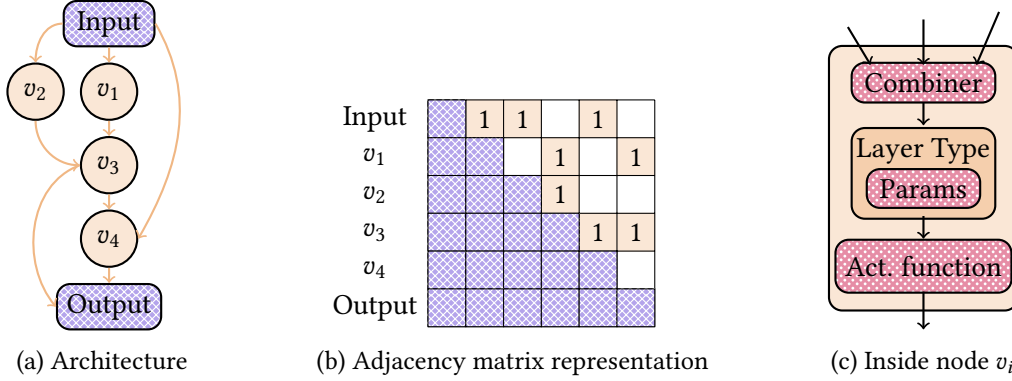 Input
v₂
v₁
v₃
v₄
Output
(a) Architecture
Input 1 1 1
v₁ 1 1
v₂ 1
v₃ 1 1
v₄
Output
(b) Adjacency matrix representation
Combiner
Layer Type
Params
Act. function
(c) Inside node vᵢ